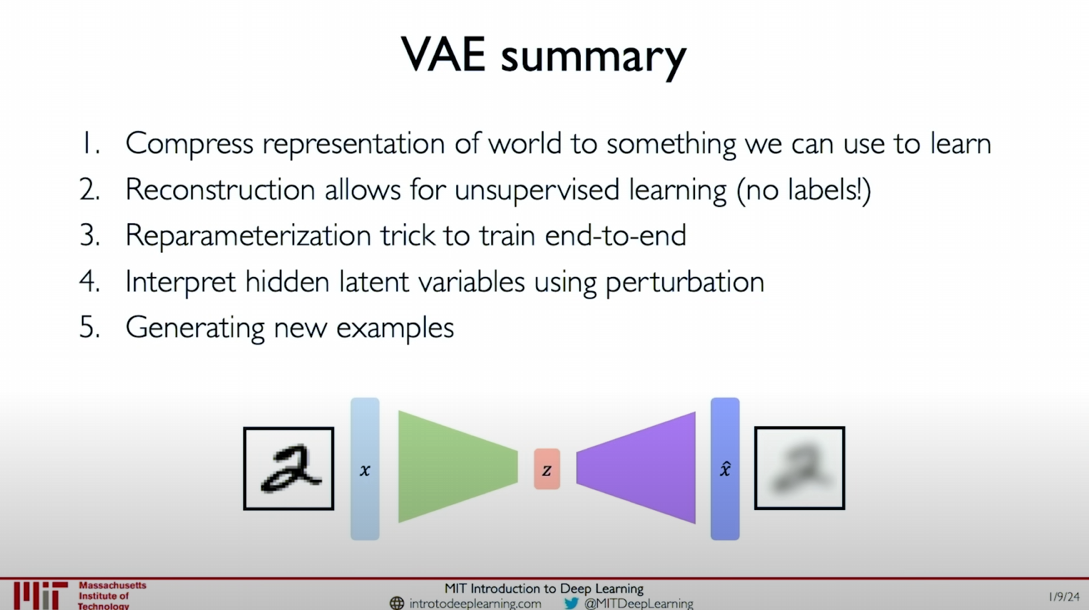 VAE summary
1. Compress representation of world to something we can use to learn
2. Reconstruction allows for unsupervised learning (no labels!)
3. Reparameterization trick to train end-to-end
4. Interpret hidden latent variables using perturbation
5. Generating new examples
x z x̂
Massachusetts
Institute of
Technology
MIT Introduction to Deep Learning
introtodeeplearning.com @MITDeepLearning
1/9/24